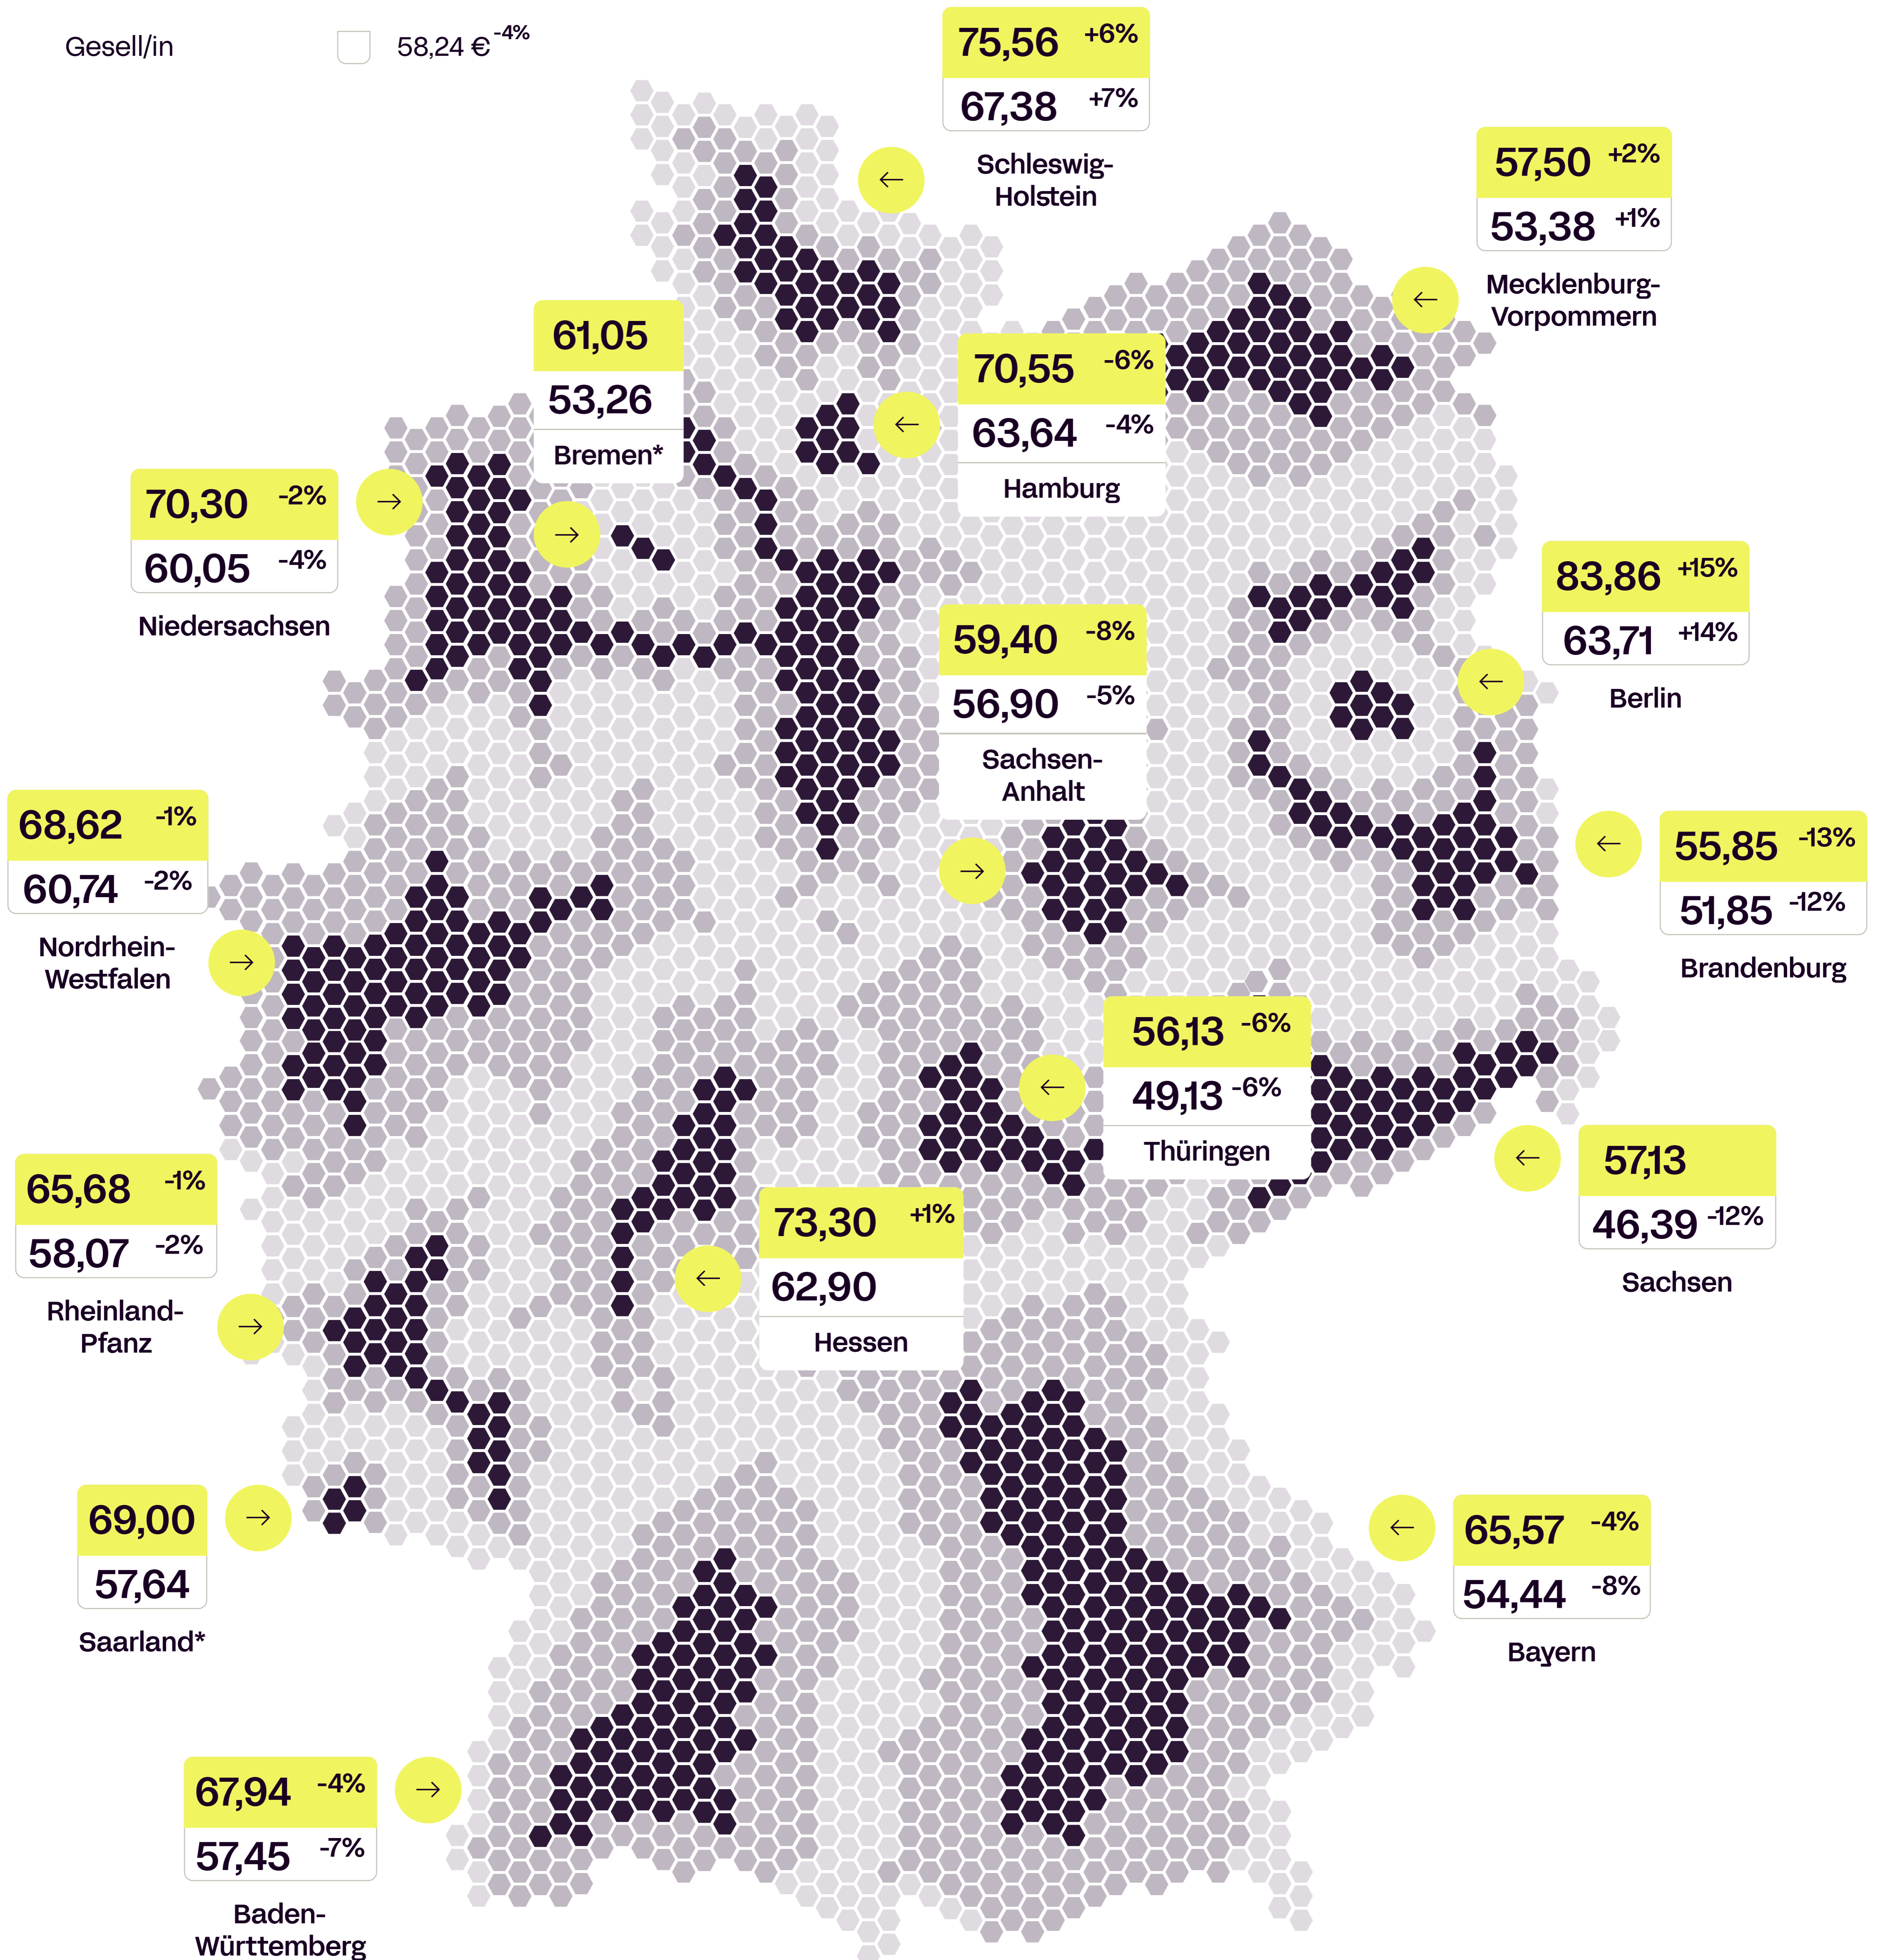 Gesell/in 58,24 € -4%
75,56 +6%
67,38 +7%
Schleswig-
Holstein
57,50 +2%
53,38 +1%
Mecklenburg-
Vorpommern
61,05
53,26
Bremen*
70,55 -6%
63,64 -4%
Hamburg
70,30 -2%
60,05 -4%
Niedersachsen
83,86 +15%
63,71 +14%
Berlin
59,40 -8%
56,90 -5%
Sachsen-
Anhalt
68,62 -1%
60,74 -2%
Nordrhein-
Westfalen
55,85 -13%
51,85 -12%
Brandenburg
56,13 -6%
49,13 -6%
Thüringen
57,13
46,39 -12%
Sachsen
65,68 -1%
58,07 -2%
Rheinland-
Pfanz
73,30 +1%
62,90
Hessen
69,00
57,64
Saarland*
65,57 -4%
54,44 -8%
Bayern
67,94 -4%
57,45 -7%
Baden-
Württemberg